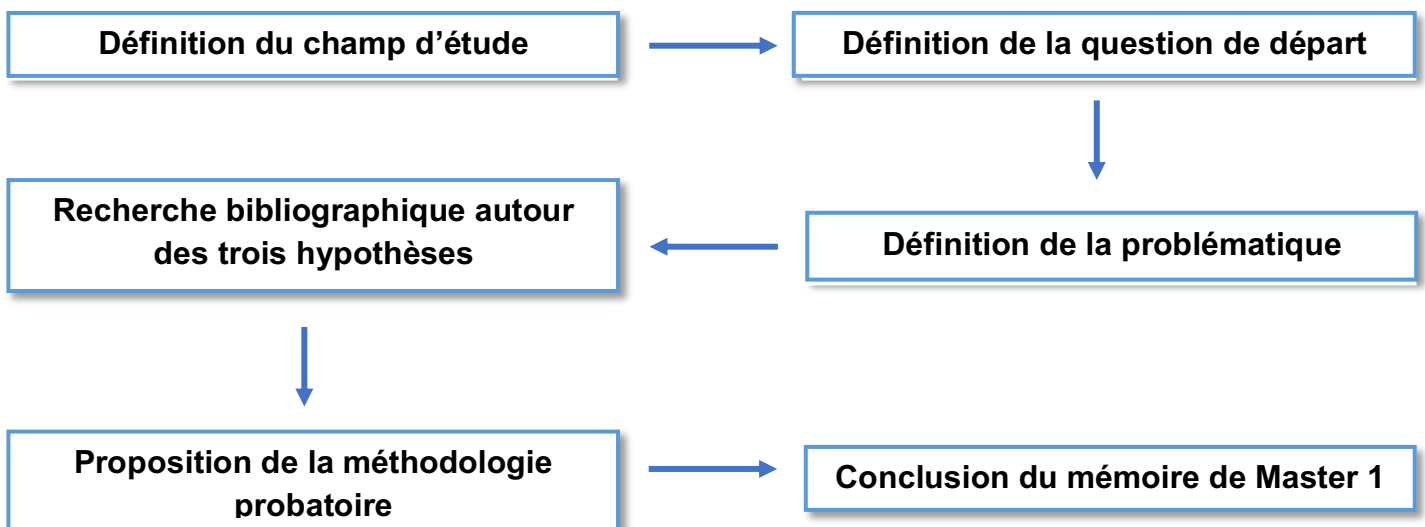 Définition du champ d’étude
Définition de la question de départ
Recherche bibliographique autour
des trois hypothèses
Définition de la problématique
Proposition de la méthodologie
probatoire
Conclusion du mémoire de Master 1